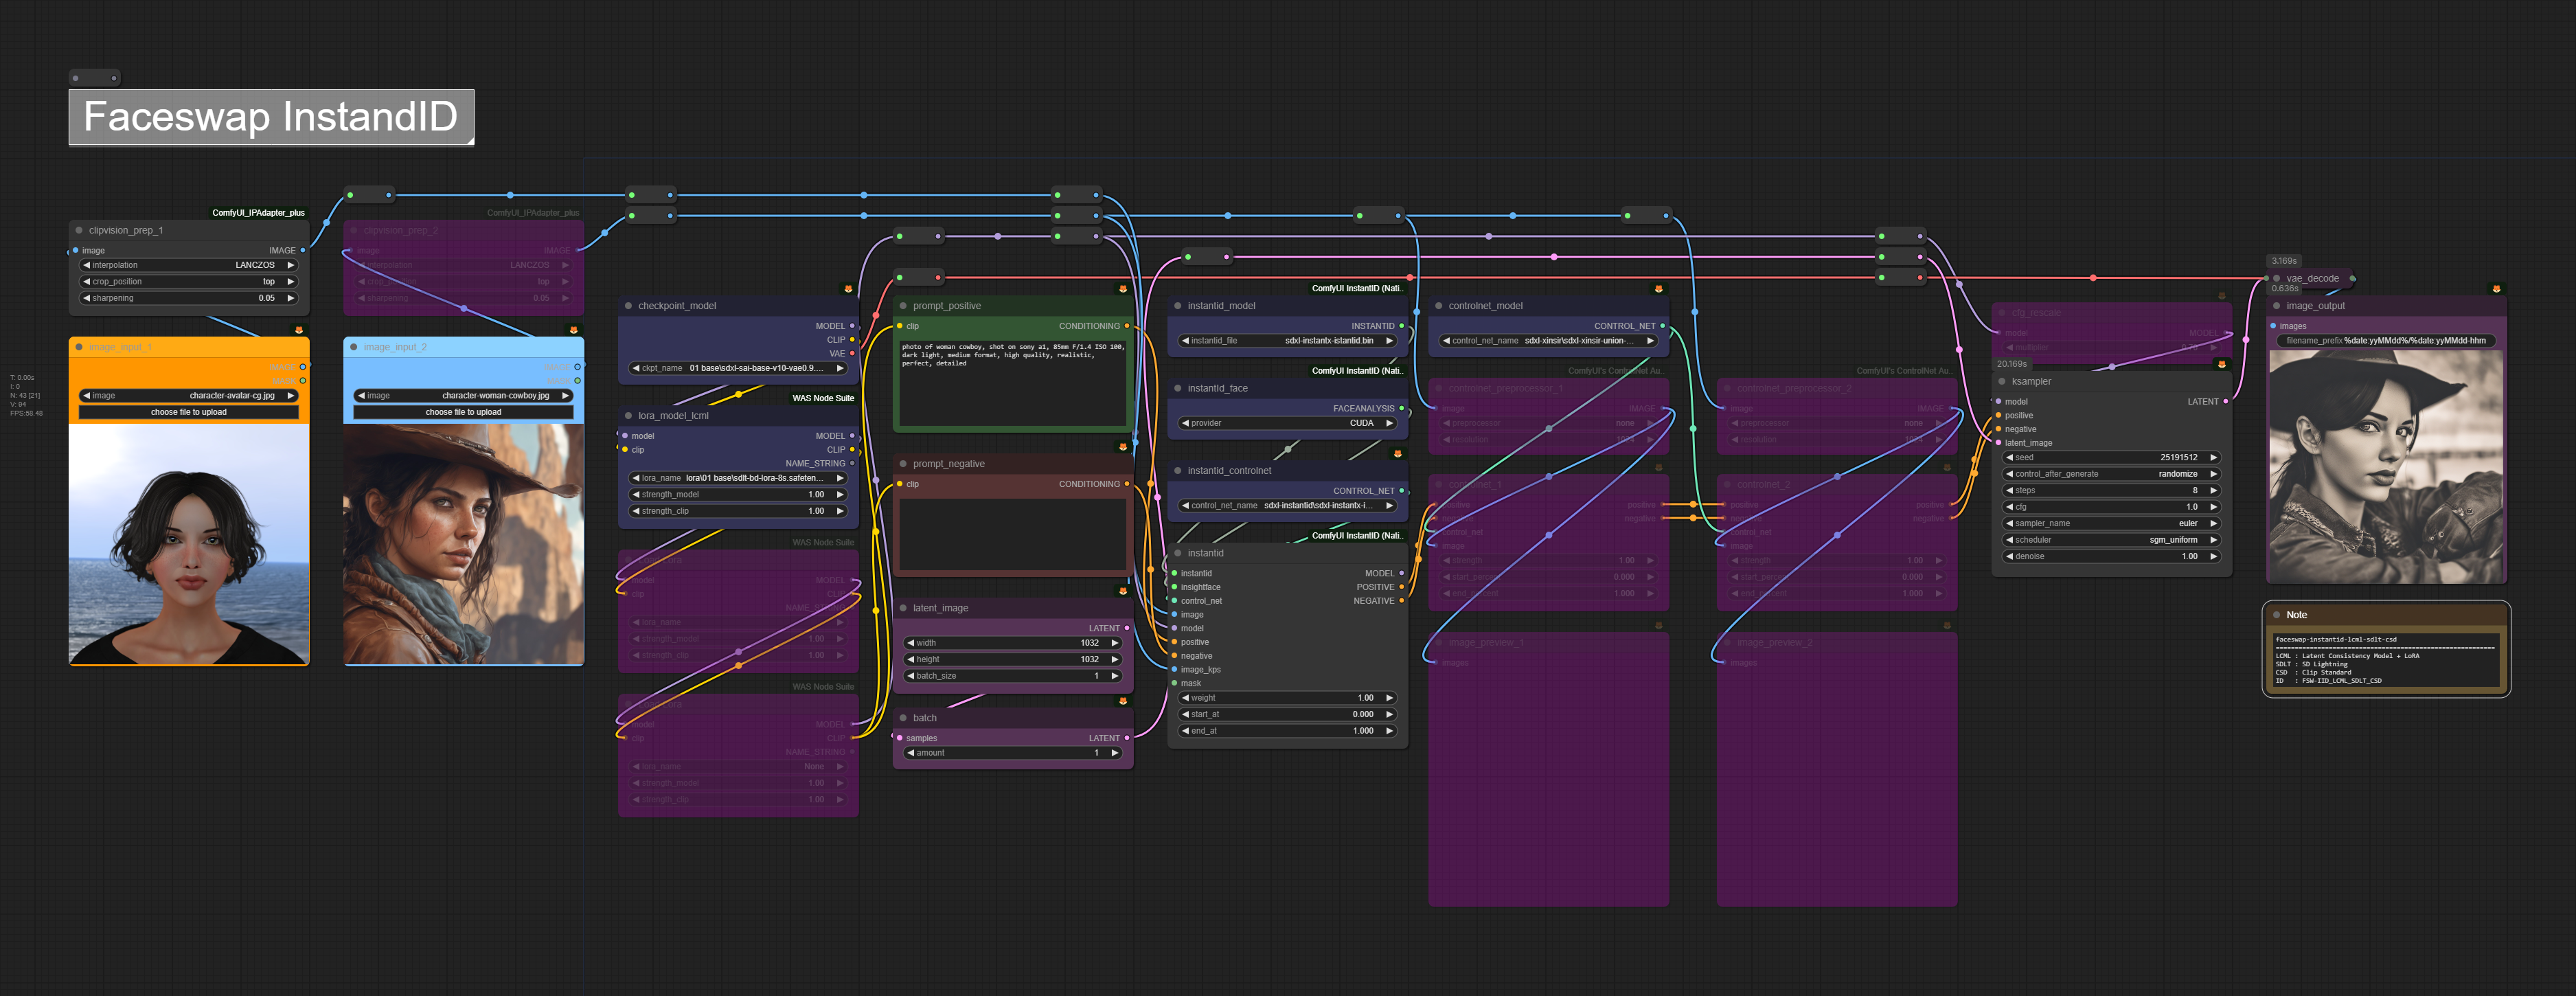 Faceswap InstandID
T: 0.00s
I: 0
N: 43 [21]
V: 94
FPS:58.48
ComfyUI_IPAdapter_plus
clipvision_prep_1
image IMAGE
interpolation LANCZOS
crop_position top
sharpening 0.05
image_input_1
image character-avatar-cg.jpg
choose file to upload
ComfyUI_IPAdapter_plus
clipvision_prep_2
image IMAGE
interpolation LANCZOS
crop_position top
sharpening 0.05
image_input_2
image character-woman-cowboy.jpg
choose file to upload
checkpoint_model
MODEL
CLIP
VAE
ckpt_name 01 base\sdxl-sai-base-v10-vae0.9....
WAS Node Suite
lora_model_lcml
model MODEL
clip CLIP
NAME_STRING
lora_name lora\01 base\sdlt-bd-lora-8s.safeten...
strength_model 1.00
strength_clip 1.00
WAS Node Suite
model MODEL
clip CLIP
NAME_STRING
lora_name
strength_model 1.00
strength_clip 1.00
WAS Node Suite
model MODEL
clip CLIP
NAME_STRING
lora_name None
strength_model 1.00
strength_clip 1.00
prompt_positive
clip CONDITIONING
photo of woman cowboy, shot on sony a1, 85mm F/1.4 ISO 100,
dark light, medium format, high quality, realistic,
perfect, detailed
prompt_negative
clip CONDITIONING
latent_image
LATENT
width 1032
height 1032
batch_size 1
batch
samples LATENT
amount 1
ComfyUI InstantID (Nati..
instantid_model
INSTANTID
instantid_file sdxl-instantx-istantid.bin
ComfyUI InstantID (Nati..
instantid_face
FACEANALYSIS
provider CUDA
instantid_controlnet
CONTROL_NET
control_net_name sdxl-instantid\sdxl-instantx-i...
ComfyUI InstantID (Nati..
instantid
instantid MODEL
insightface POSITIVE
control_net NEGATIVE
image
model
positive
negative
image_kps
mask
weight 1.00
start_at 0.000
end_at 1.000
controlnet_model
CONTROL_NET
control_net_name sdxl-xinsir\sdxl-xinsir-union-...
ComfyUI's ControlNet Au..
controlnet_preprocessor_1
image IMAGE
preprocessor none
resolution
controlnet_1
positive positive
negative negative
control_net
image
strength 1.00
start_percent 0.000
end_percent 1.000
image_preview_1
images
ComfyUI's ControlNet Au..
controlnet_preprocessor_2
image IMAGE
preprocessor none
resolution
controlnet_2
positive positive
negative
control_net
image
strength 1.00
start_percent 0.000
end_percent 1.000
image_preview_2
images
cfg_rescale
model MODEL
multiplier
20.169s
ksampler
model LATENT
positive
negative
latent_image
seed 25191512
control_after_generate randomize
steps 8
cfg 1.0
sampler_name euler
scheduler sgm_uniform
denoise 1.00
3.169s
vae_decode
0.636s
image_output
images
filename_prefix %date:yyMMdd%/%date:yyMMdd-hhm
Note
faceswap-instantid-lcml-sdlt-csd
LCML : Latent Consistency Model + LoRA
SDLT : SD Lightning
CSD : Clip Standard
ID : FSW-IID_LCML_SDLT_CSD